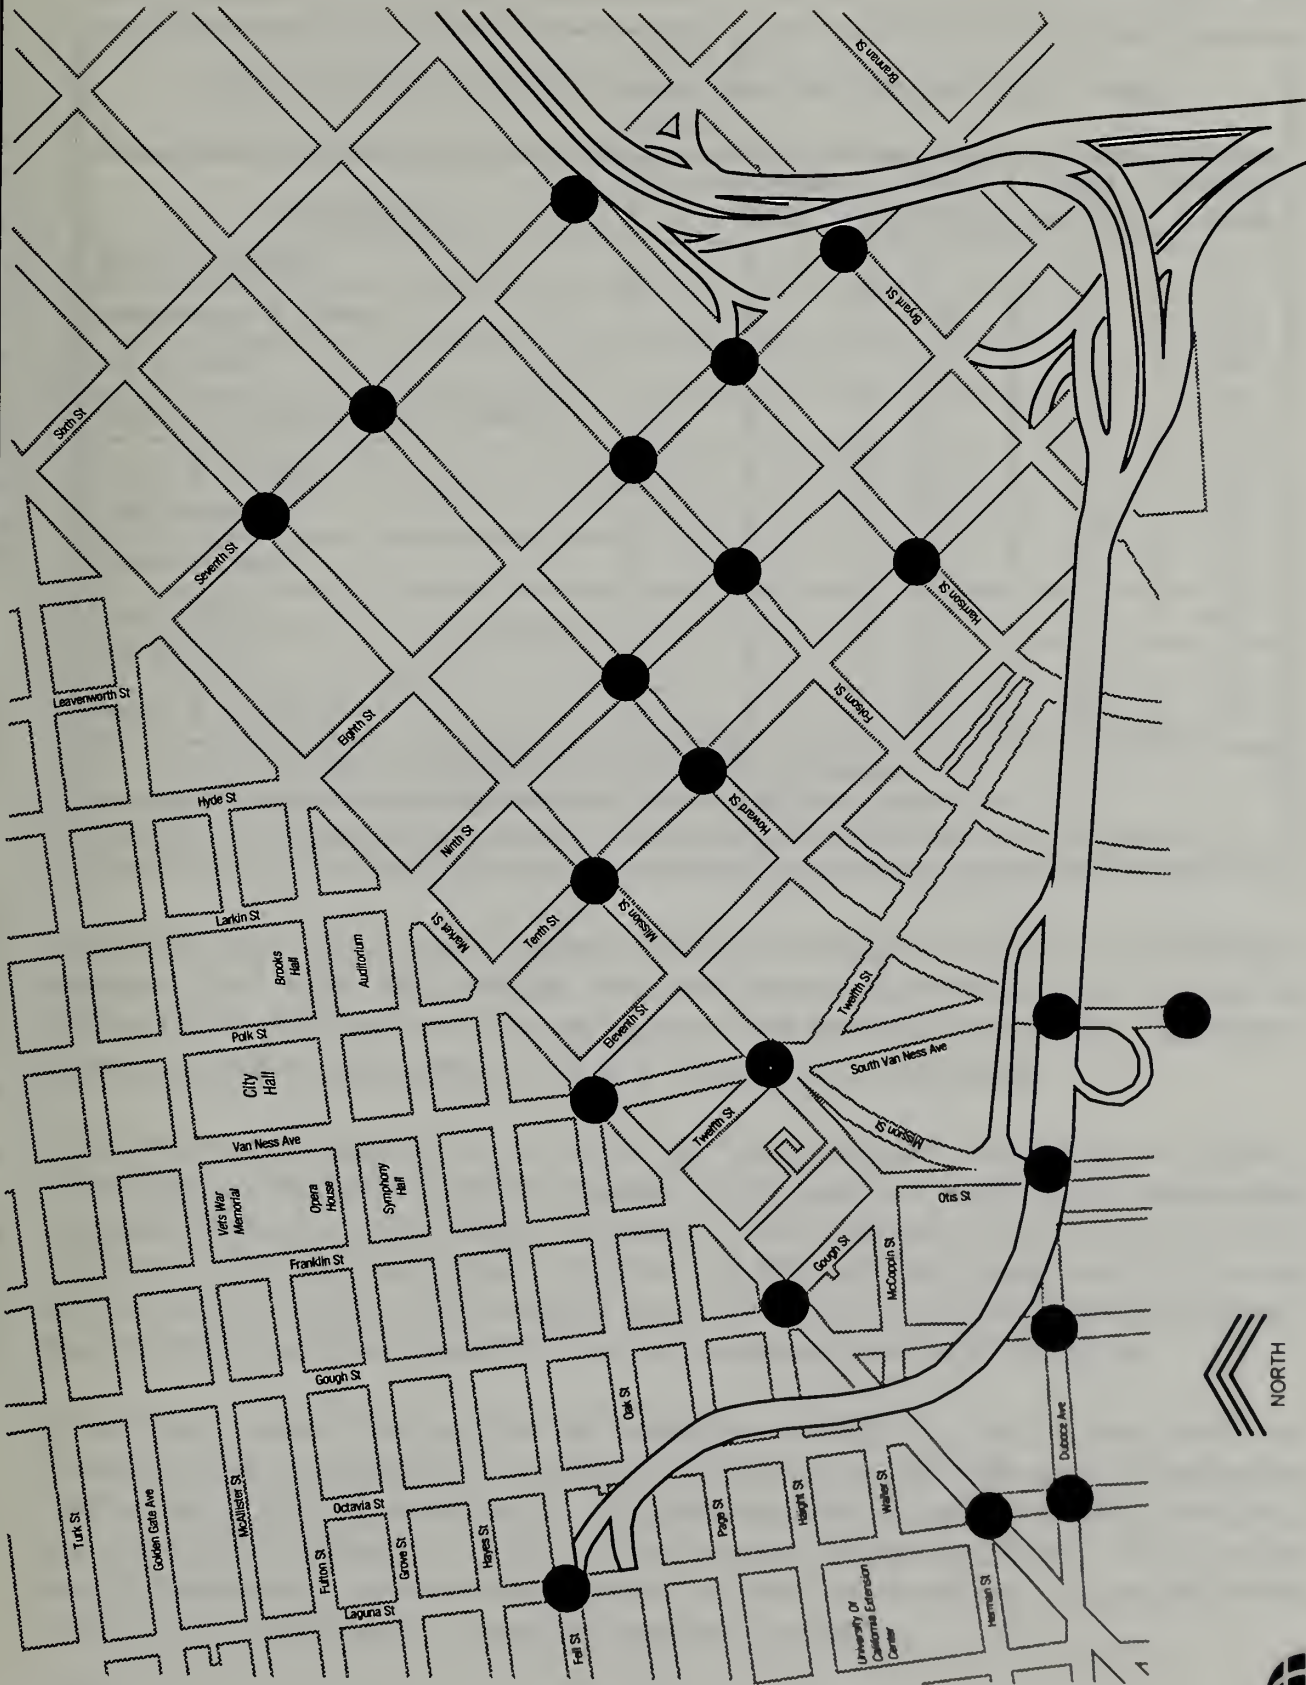 Brannan St
Bryant St
Sixth St
Seventh St
Harrison St
Leavenworth St
Folsom St
Eighth St
Hyde St
Howard St
Ninth St
Larkin St
Market St
Tenth St
Mission St
Brooks
Hall
Auditorium
Twelfth St
Polk St
Eleventh St
City
Hall
South Van Ness Ave
Van Ness Ave
Twelfth St
Mission St
Vets War
Memorial
Opera
House
Symphony
Hall
Otis St
Franklin St
Gough St
McCoppin St
Gough St
Oak St
NORTH
Duboce Ave
Octavia St
Turk St
Golden Gate Ave
McAllister St
Fulton St
Grove St
Hayes St
Page St
Haight St
Waller St
Laguna St
Fell St
University Of
California Extension
Center
Herman St